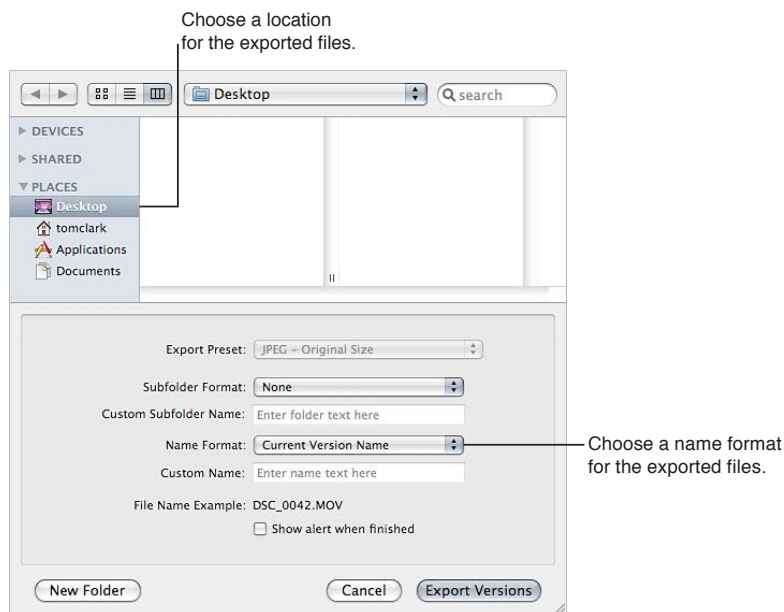 Choose a location
for the exported files.
Desktop
search
DEVICES
SHARED
PLACES
Desktop
tomclark
Applications
Documents
Export Preset: JPEG – Original Size
Subfolder Format: None
Custom Subfolder Name: Enter folder text here
Name Format: Current Version Name
Choose a name format
for the exported files.
Custom Name: Enter name text here
File Name Example: DSC_0042.MOV
Show alert when finished
New Folder Cancel Export Versions